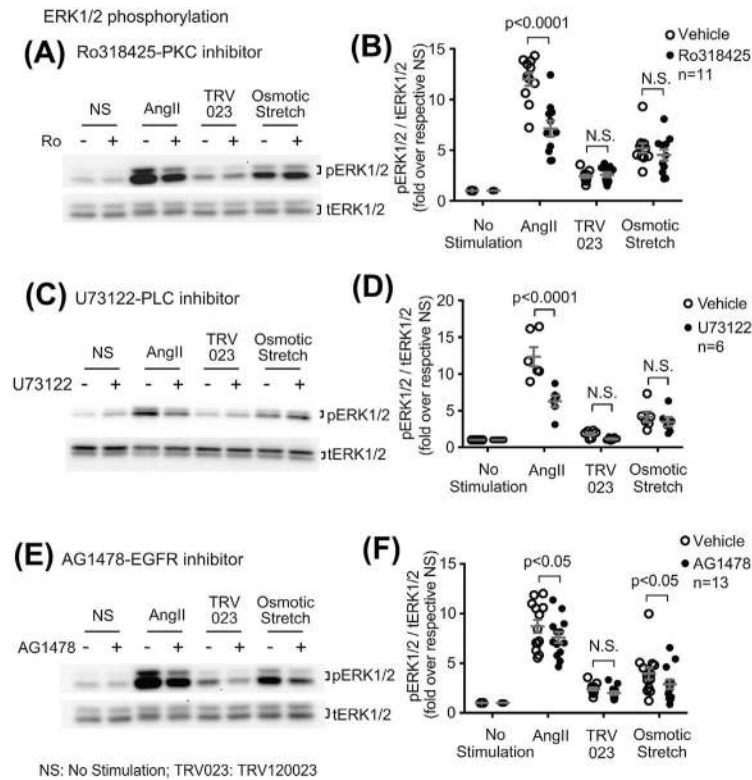 ERK1/2 phosphorylation
(A) Ro318425-PKC inhibitor
NS AngII TRV 023 Osmotic Stretch
Ro - + - + - + - +
pERK1/2
tERK1/2
(B)
p<0.0001
N.S.
N.S.
Vehicle
Ro318425
n=11
pERK1/2 / tERK1/2
(fold over respective NS)
15
10
5
0
No Stimulation AngII TRV 023 Osmotic Stretch
(C) U73122-PLC inhibitor
NS AngII TRV 023 Osmotic Stretch
U73122 - + - + - + - +
pERK1/2
tERK1/2
(D)
p<0.0001
N.S.
N.S.
Vehicle
U73122
n=6
pERK1/2 / tERK1/2
(fold over respctive NS)
20
15
10
5
0
No Stimulation AngII TRV 023 Osmotic Stretch
(E) AG1478-EGFR inhibitor
NS AngII TRV 023 Osmotic Stretch
AG1478 - + - + - + - +
pERK1/2
tERK1/2
(F)
p<0.05
N.S.
p<0.05
Vehicle
AG1478
n=13
pERK1/2 / tERK1/2
(fold over respective NS)
15
10
5
0
No Stimulation AngII TRV 023 Osmotic Stretch
NS: No Stimulation; TRV023: TRV120023